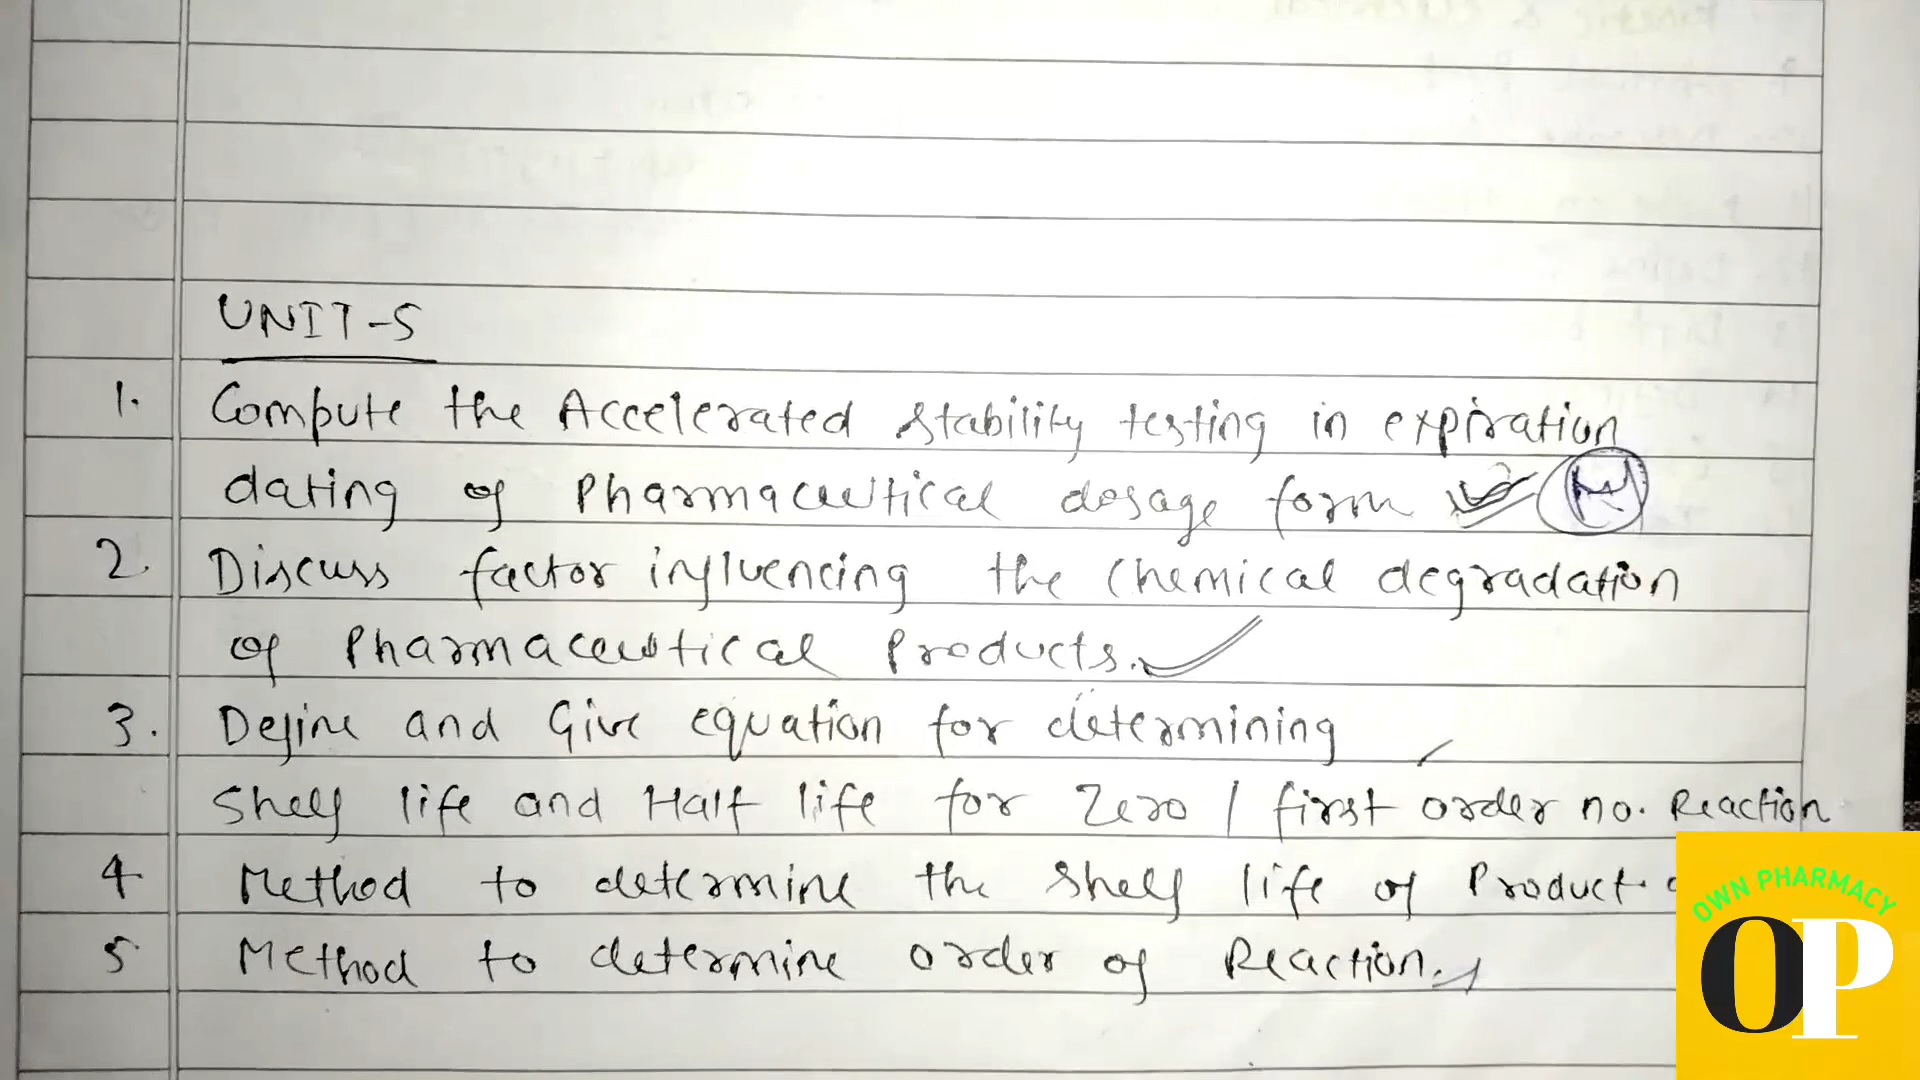 UNIT-5
1. Compute the Accelerated stability testing in expiration
dating of Pharmaceutical dosage form
2. Discuss factor influencing the chemical degradation
of Pharmaceutical Products.
3. Define and Give equation for determining
Shelf life and Half life for Zero / first order no. Reaction
4 Method to determine the shelf life of Product.
5 Method to determine order of Reaction.
OWN PHARMACY
OP